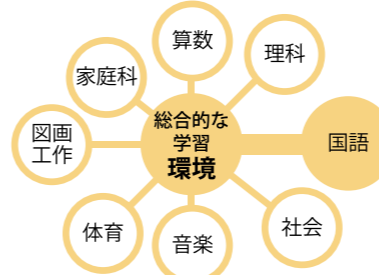 算数
理科
家庭科
総合的な
学習
環境
国語
図画
工作
体育
音楽
社会